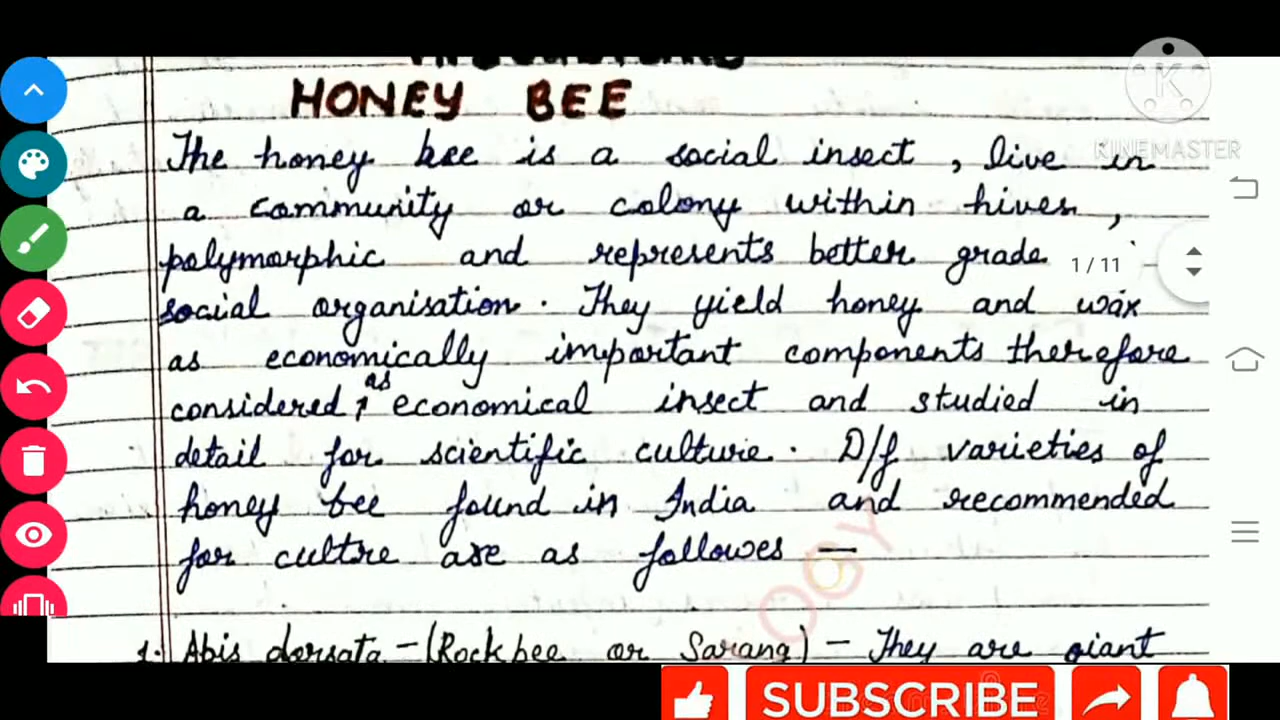 HONEY BEE
KINEMASTER
The honey bee is a social insect, live in
a community or colony within hives,
polymorphic and represents better grade
1/11
social organisation. They yield honey and wax
as economically important components therefore
considered as economical insect and studied in
detail for scientific culture. D/f varieties of
honey bee found in India and recommended
for cultre are as followes —
OGY
1. Abis dorsata - (Rockbee or Sarang) - They are giant
SUBSCRIBE